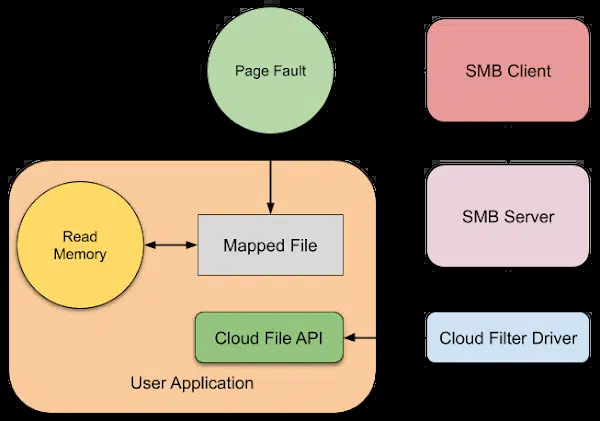 Page Fault
SMB Client
SMB Server
Read
Memory
Mapped File
Cloud File API
Cloud Filter Driver
User Application